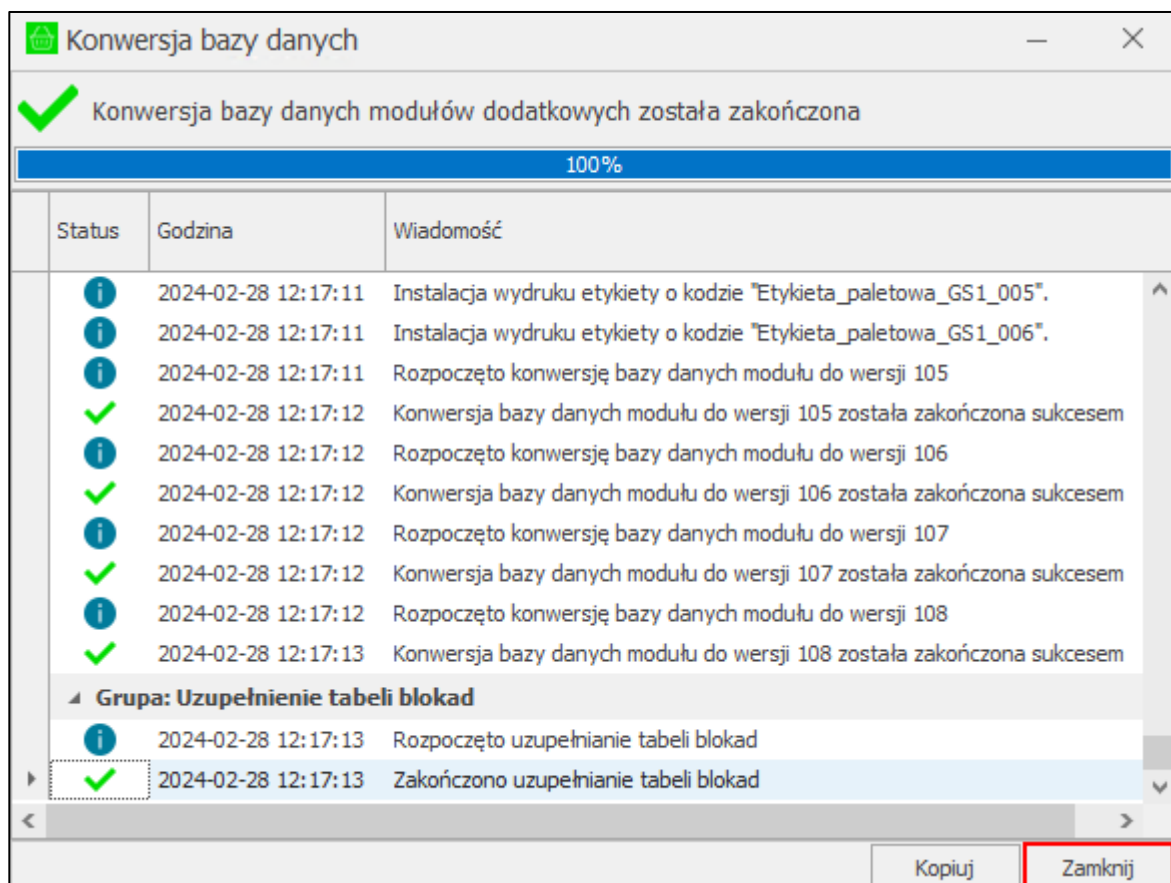 Konwersja bazy danych
Konwersja bazy danych modułów dodatkowych została zakończona
100%
Status Godzina Wiadomość
2024-02-28 12:17:11 Instalacja wydruku etykiety o kodzie "Etykieta_paletowa_GS1_005".
2024-02-28 12:17:11 Instalacja wydruku etykiety o kodzie "Etykieta_paletowa_GS1_006".
2024-02-28 12:17:11 Rozpoczęto konwersję bazy danych modułu do wersji 105
2024-02-28 12:17:12 Konwersja bazy danych modułu do wersji 105 została zakończona sukcesem
2024-02-28 12:17:12 Rozpoczęto konwersję bazy danych modułu do wersji 106
2024-02-28 12:17:12 Konwersja bazy danych modułu do wersji 106 została zakończona sukcesem
2024-02-28 12:17:12 Rozpoczęto konwersję bazy danych modułu do wersji 107
2024-02-28 12:17:12 Konwersja bazy danych modułu do wersji 107 została zakończona sukcesem
2024-02-28 12:17:12 Rozpoczęto konwersję bazy danych modułu do wersji 108
2024-02-28 12:17:13 Konwersja bazy danych modułu do wersji 108 została zakończona sukcesem
Grupa: Uzupełnienie tabeli blokad
2024-02-28 12:17:13 Rozpoczęto uzupełnianie tabeli blokad
2024-02-28 12:17:13 Zakończono uzupełnianie tabeli blokad
Kopiuj Zamknij